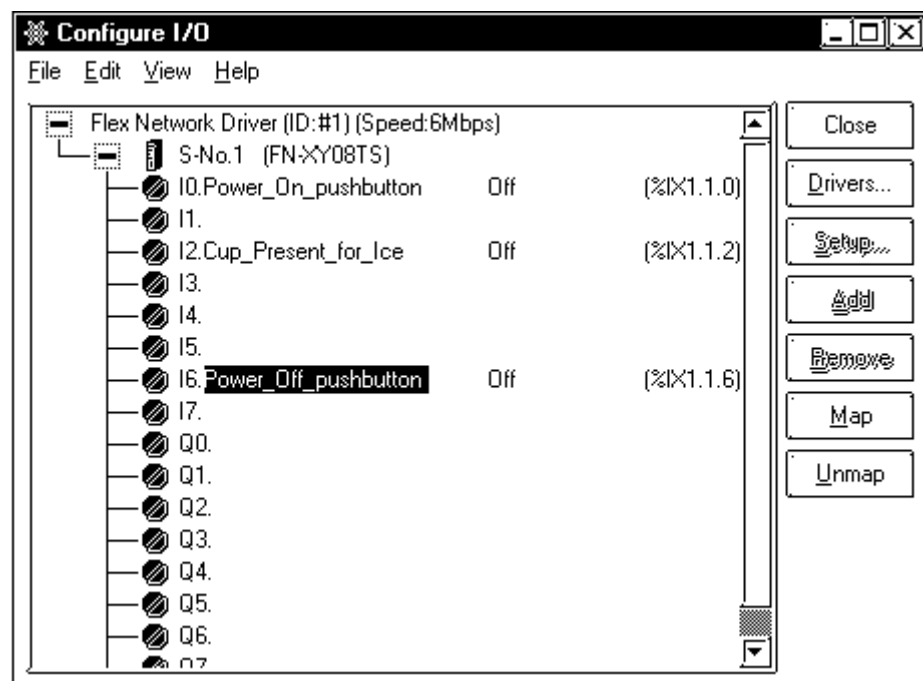 Configure I/O
File Edit View Help
Flex Network Driver (ID:#1) (Speed:6Mbps)
S-No.1 (FN-XY08TS)
I0.Power_On_pushbutton Off (%IX1.1.0)
I1.
I2.Cup_Present_for_Ice Off (%IX1.1.2)
I3.
I4.
I5.
I6.Power_Off_pushbutton Off (%IX1.1.6)
I7.
Q0.
Q1.
Q2.
Q3.
Q4.
Q5.
Q6.
Q7.
Close
Drivers...
Setup...
Add
Remove
Map
Unmap